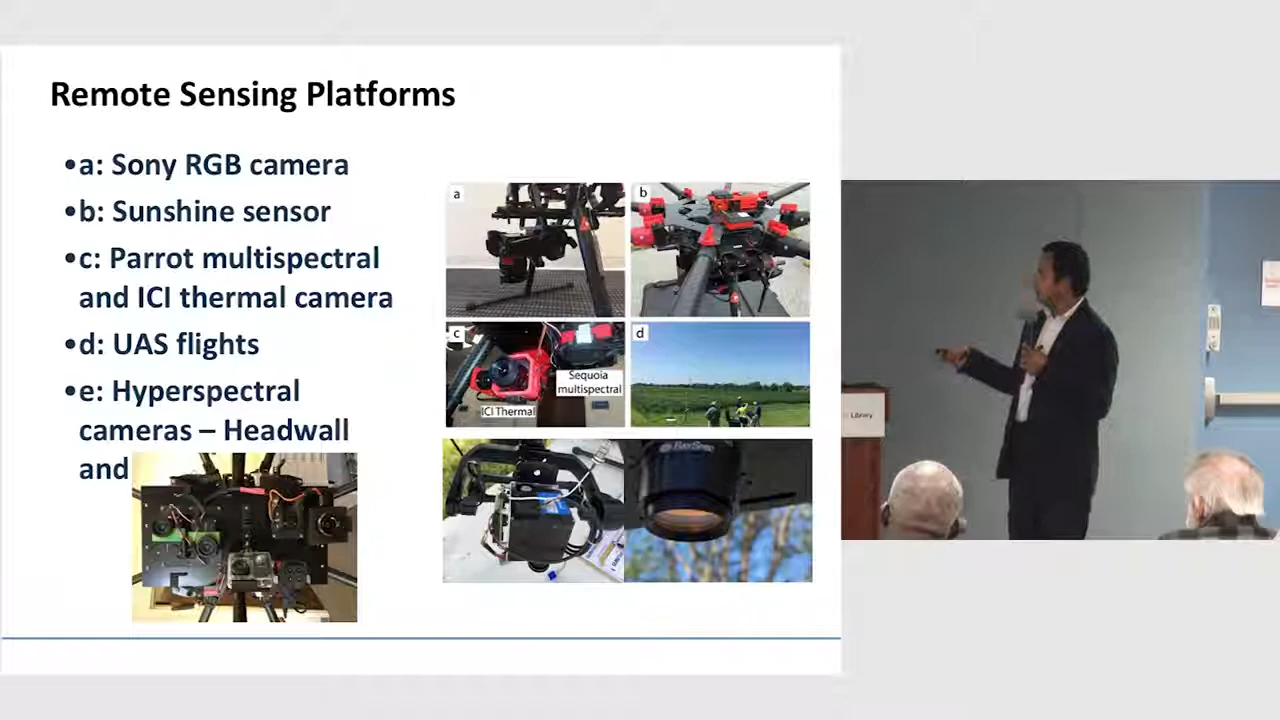 Remote Sensing Platforms
•a: Sony RGB camera
•b: Sunshine sensor
•c: Parrot multispectral
and ICI thermal camera
•d: UAS flights
•e: Hyperspectral
cameras – Headwall
and
a
b
c
Sequoia
multispectral
ICI Thermal
d
Library